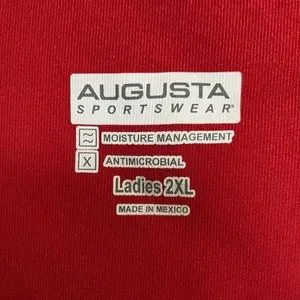 AUGUSTA
SPORTSWEAR®
MOISTURE MANAGEMENT
X ANTIMICROBIAL
Ladies 2XL
MADE IN MEXICO